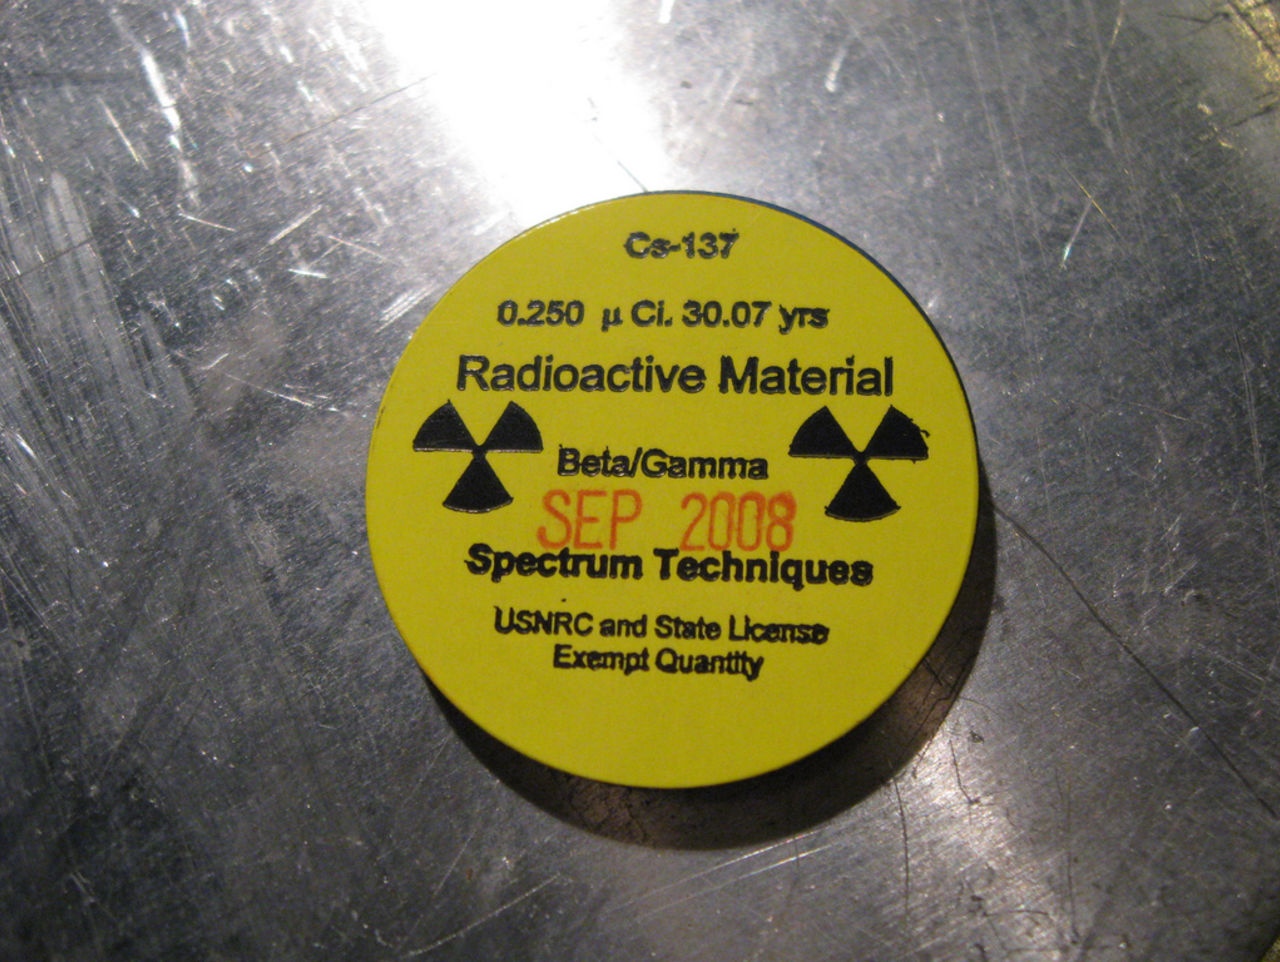 Cs-137
0.250 μ Ci. 30.07 yrs
Radioactive Material
Beta/Gamma
SEP 2008
Spectrum Techniques
USNRC and State License
Exempt Quantity